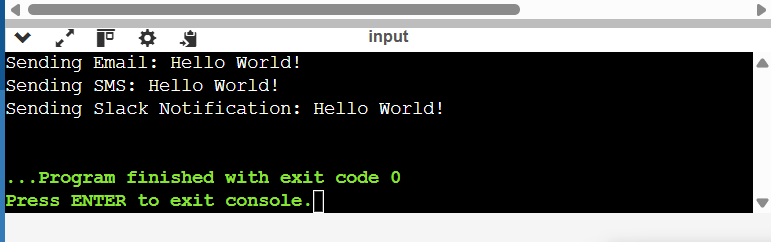 input
Sending Email: Hello World!
Sending SMS: Hello World!
Sending Slack Notification: Hello World!
...Program finished with exit code 0
Press ENTER to exit console.